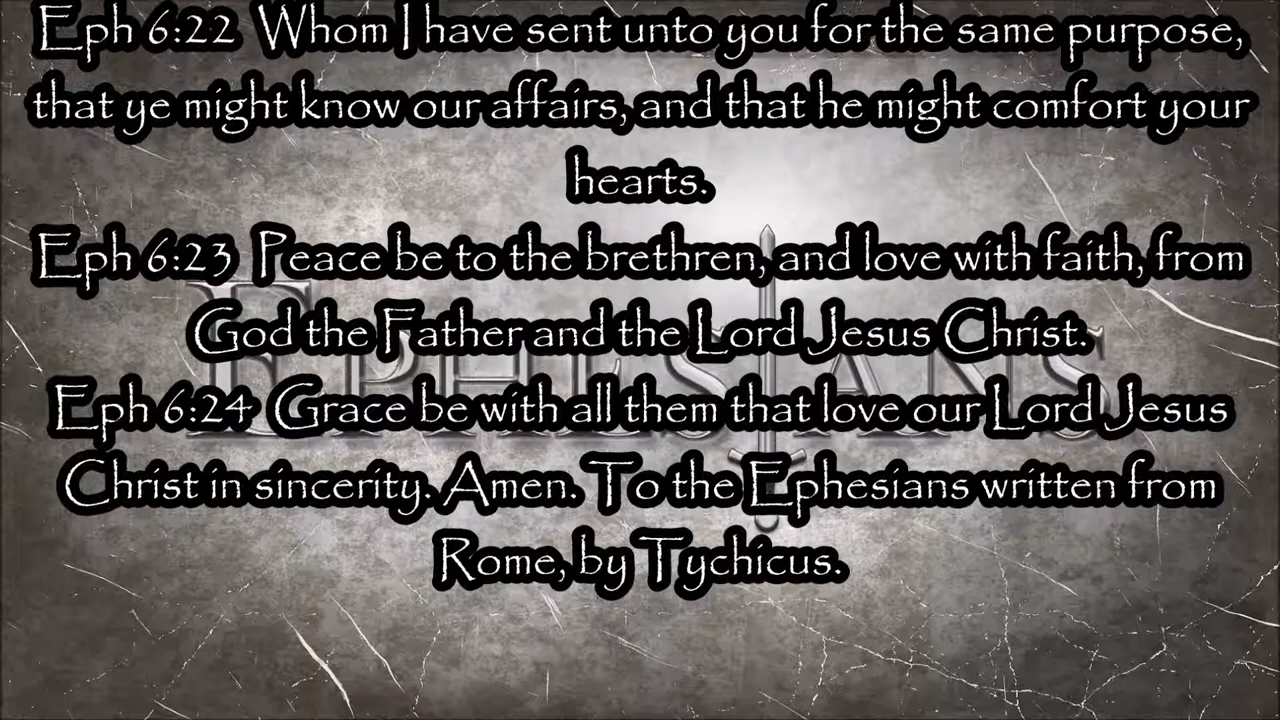 Eph 6:22 Whom I have sent unto you for the same purpose,
that ye might know our affairs, and that he might comfort your
hearts.
Eph 6:23 Peace be to the brethren, and love with faith, from
God the Father and the Lord Jesus Christ.
EPHESIANS
Eph 6:24 Grace be with all them that love our Lord Jesus
Christ in sincerity. Amen. To the Ephesians written from
Rome, by Tychicus.